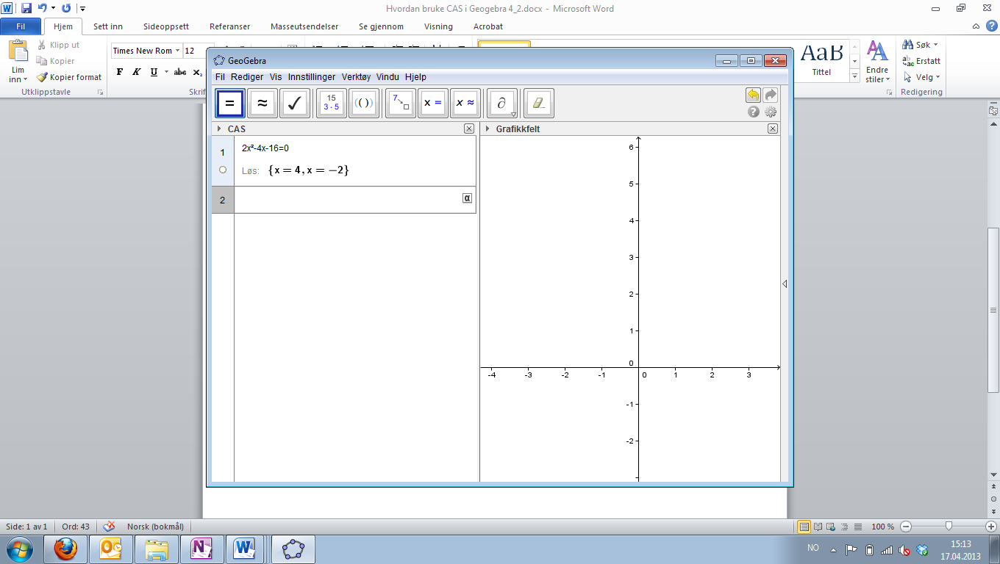 Hvordan bruke CAS i Geogebra 4_2.docx - Microsoft Word
Fil Hjem Sett inn Sideoppsett Referanser Masseutsendelser Se gjennom Visning Acrobat
Lim inn
Klipp ut
Kopier
Kopier format
Utklippstavle
Times New Rom 12
F K U abc x₂
Skrif
AaB
Tittel
Endre stiler
Søk
Erstatt
Velg
Redigering
GeoGebra
Fil Rediger Vis Innstillinger Verktøy Vindu Hjelp
= ≈ ✓ 15 3·5 (( )) 7 x = x ≈ ∂
CAS
Grafikkfelt
1
2x²-4x-16=0
Løs: {x = 4, x = −2}
2
α
6
5
4
3
2
1
0
-4 -3 -2 -1 0 1 2 3
-1
-2
Side: 1 av 1 Ord: 43 Norsk (bokmål)
100 %
NO
15:13
17.04.2013